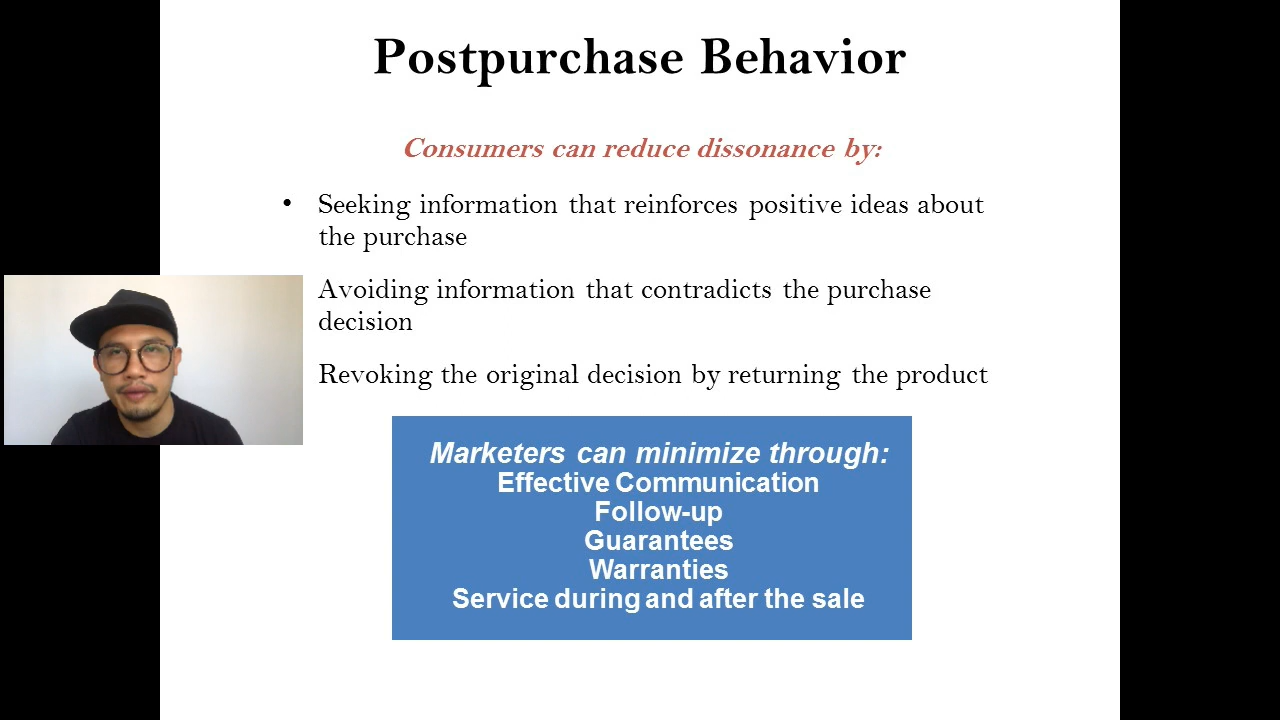 Postpurchase Behavior
Consumers can reduce dissonance by:
• Seeking information that reinforces positive ideas about
the purchase
Avoiding information that contradicts the purchase
decision
Revoking the original decision by returning the product
Marketers can minimize through:
Effective Communication
Follow-up
Guarantees
Warranties
Service during and after the sale